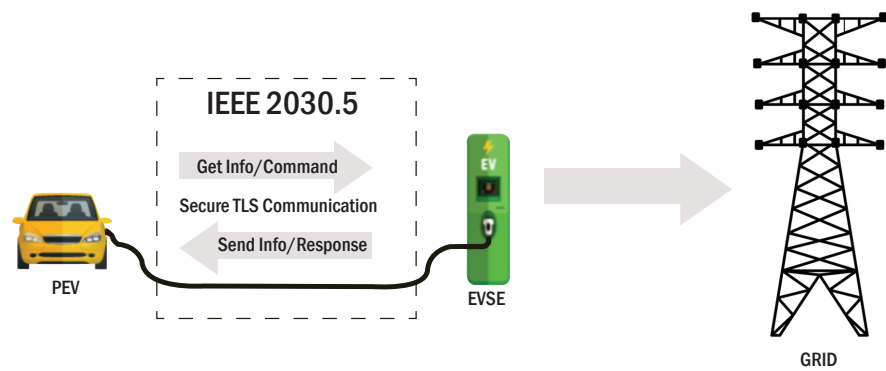 IEEE 2030.5
Get Info/Command
Secure TLS Communication
Send Info/Response
EV
PEV
EVSE
GRID